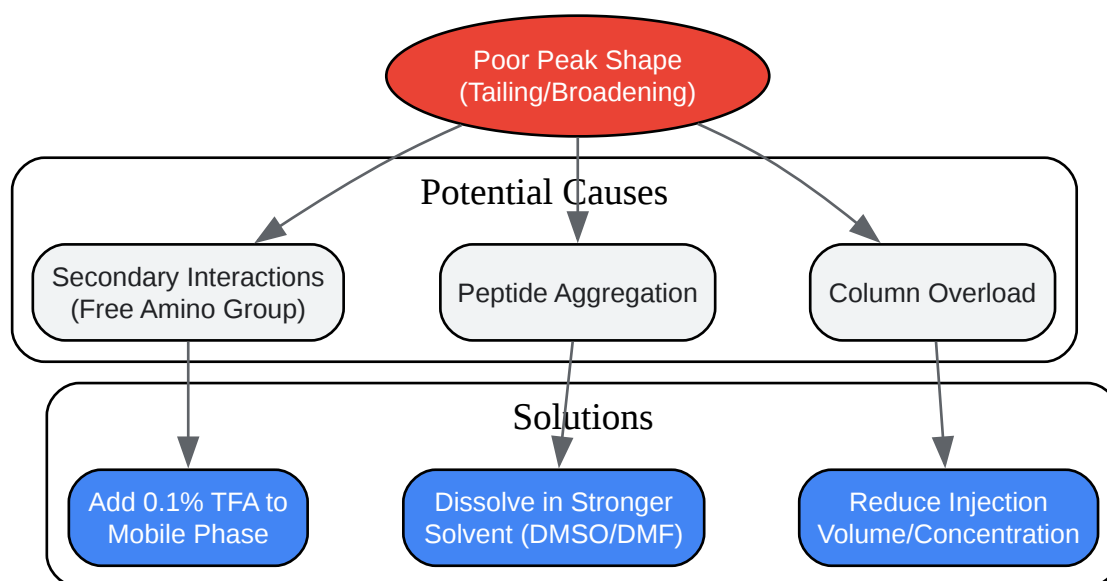 Poor Peak Shape
(Tailing/Broadening)
Potential Causes
Secondary Interactions
(Free Amino Group)
Peptide Aggregation
Column Overload
Solutions
Add 0.1% TFA to
Mobile Phase
Dissolve in Stronger
Solvent (DMSO/DMF)
Reduce Injection
Volume/Concentration